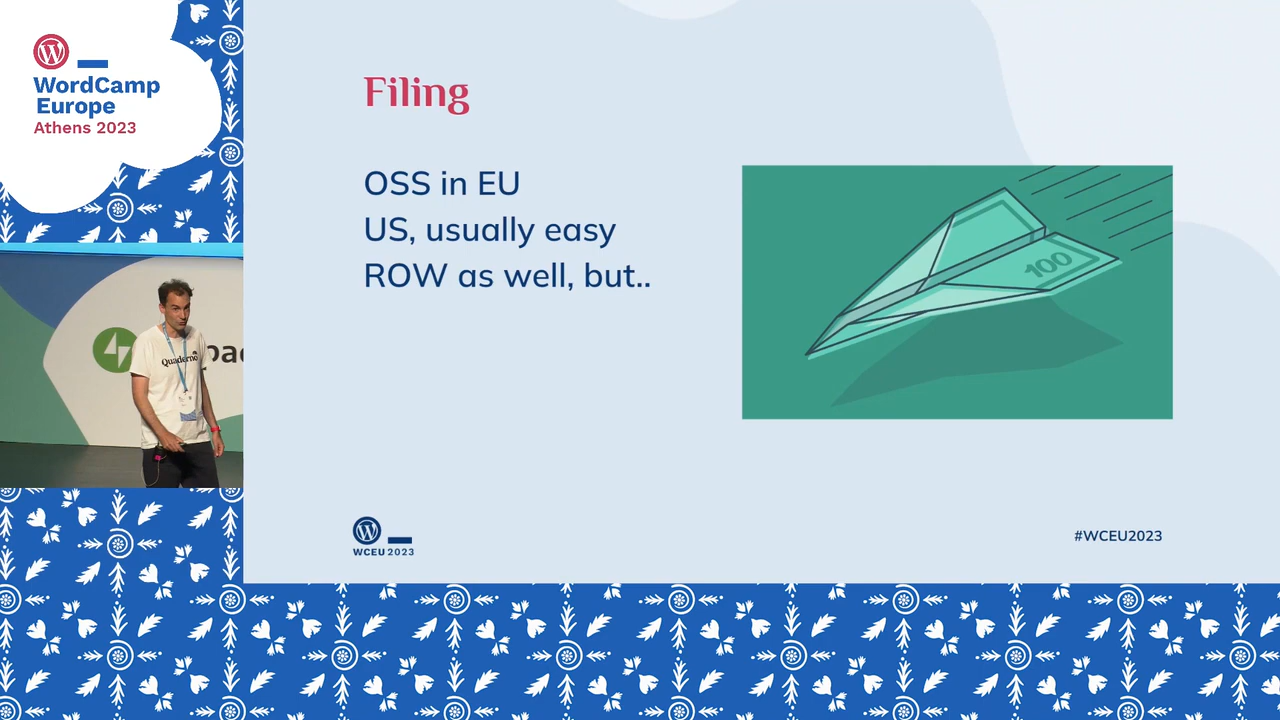 WordCamp
Europe
Athens 2023
Filing
OSS in EU
US, usually easy
ROW as well, but..
100
Quaderno
WCEU 2023
#WCEU2023